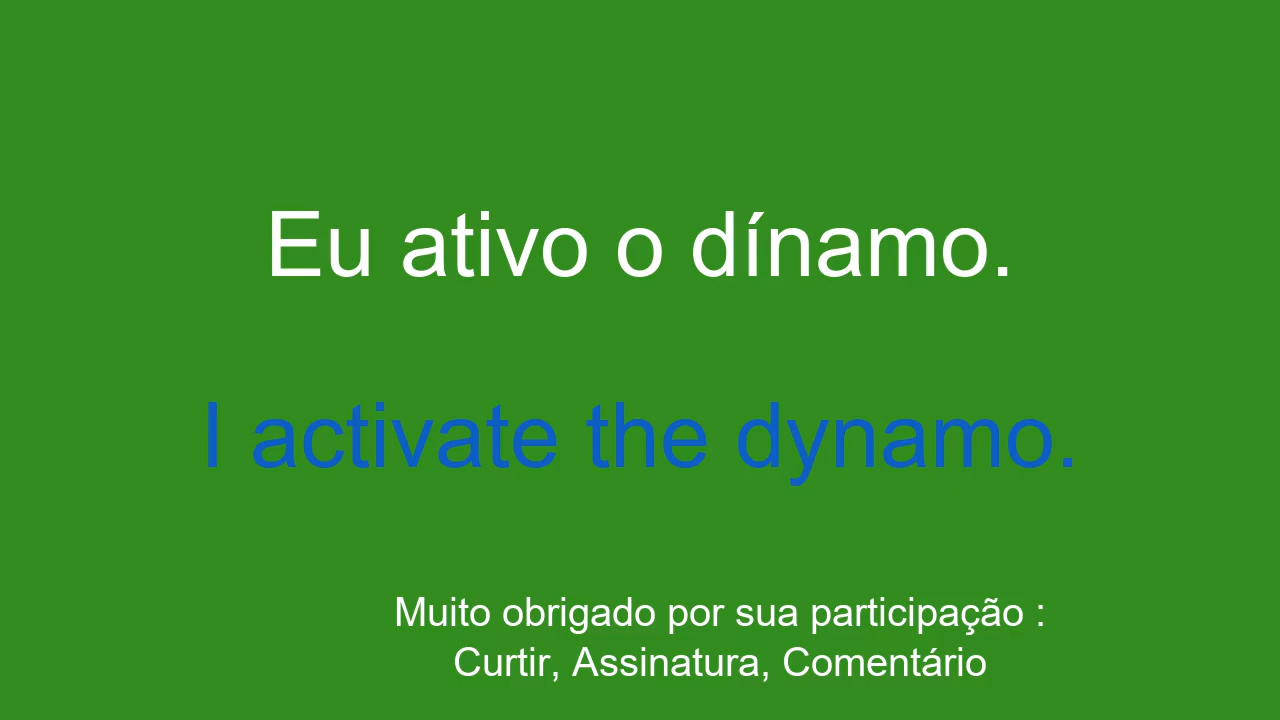 Eu ativo o dínamo.
I activate the dynamo.
Muito obrigado por sua participação :
Curtir, Assinatura, Comentário